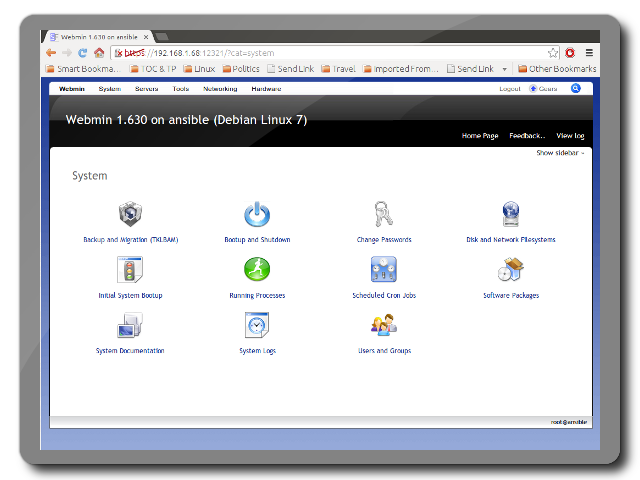 Webmin 1.630 on ansible
https://192.168.1.68:12321/?cat=system
Smart Bookma... TOC & TP Linux Politics Send Link Travel Imported From... Send Link Other Bookmarks
Webmin System Servers Tools Networking Hardware Logout Gears
Webmin 1.630 on ansible (Debian Linux 7)
Home Page Feedback.. View log
Show sidebar
System
Backup and Migration (TKLBAM) Bootup and Shutdown Change Passwords Disk and Network Filesystems
Initial System Bootup Running Processes Scheduled Cron Jobs Software Packages
System Documentation System Logs Users and Groups
root@ansible